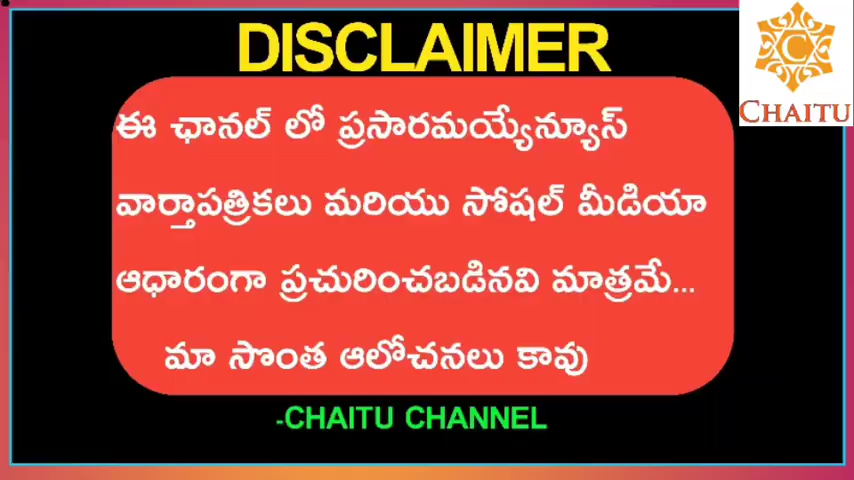 DISCLAIMER
C
CHAITU
ఈ ఛానల్ లో ప్రసారమయ్యేన్యూస్
వార్తాపత్రికలు మరియు సోషల్ మీడియా
ఆధారంగా ప్రచురించబడినవి మాత్రమే...
మా సొంత ఆలోచనలు కావు
-CHAITU CHANNEL